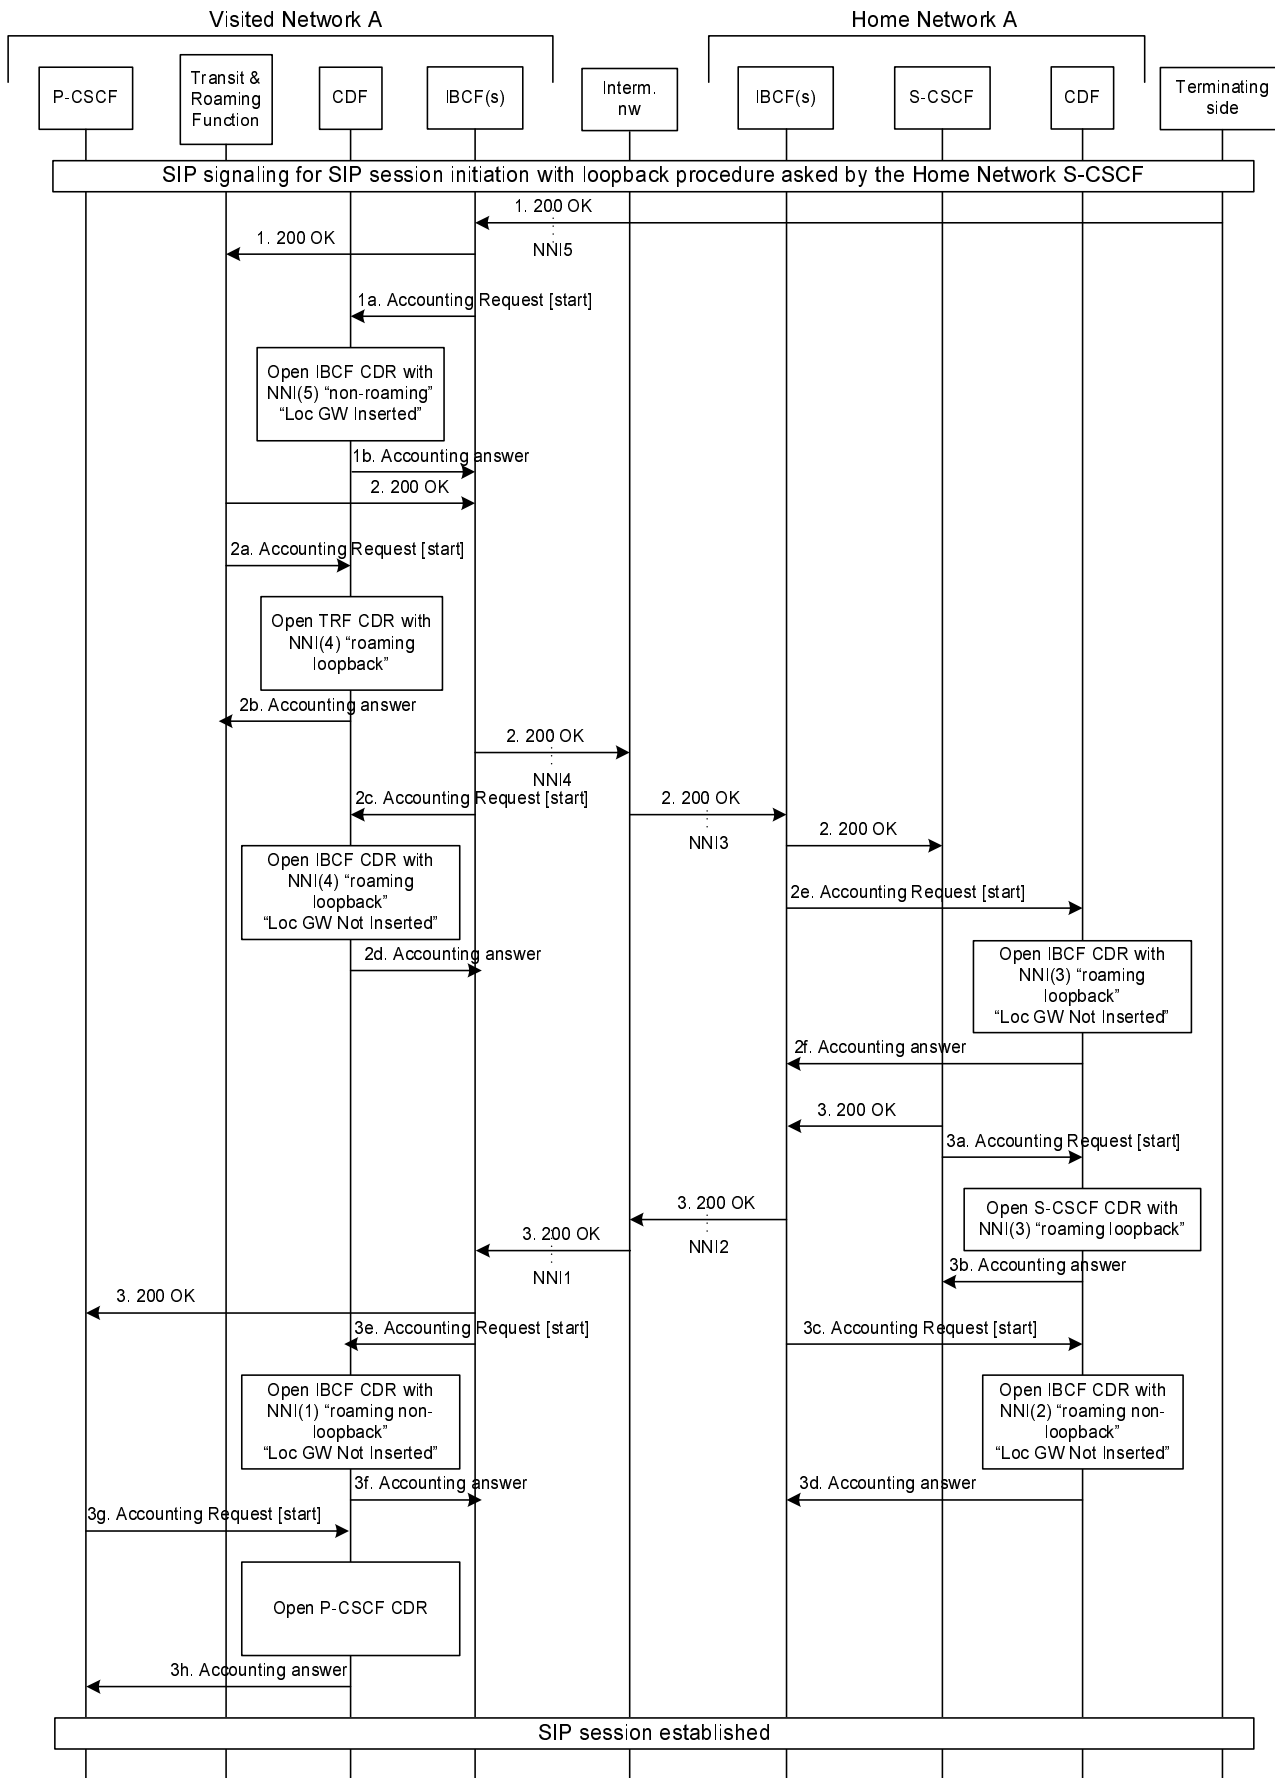 Visited Network A
Home Network A
P-CSCF
Transit &
Roaming
Function
CDF
IBCF(s)
Interm.
nw
IBCF(s)
S-CSCF
CDF
Terminating
side
SIP signaling for SIP session initiation with loopback procedure asked by the Home Network S-CSCF
1. 200 OK
1. 200 OK
NNI5
1a. Accounting Request [start]
Open IBCF CDR with
NNI(5) “non-roaming”
“Loc GW Inserted”
1b. Accounting answer
2. 200 OK
2a. Accounting Request [start]
Open TRF CDR with
NNI(4) “roaming
loopback”
2b. Accounting answer
2. 200 OK
NNI4
2c. Accounting Request [start]
2. 200 OK
NNI3
2. 200 OK
Open IBCF CDR with
NNI(4) “roaming
loopback”
“Loc GW Not Inserted”
2e. Accounting Request [start]
2d. Accounting answer
Open IBCF CDR with
NNI(3) “roaming
loopback”
“Loc GW Not Inserted”
2f. Accounting answer
3. 200 OK
3a. Accounting Request [start]
Open S-CSCF CDR with
NNI(3) “roaming loopback”
3. 200 OK
NNI2
3. 200 OK
NNI1
3b. Accounting answer
3. 200 OK
3e. Accounting Request [start]
3c. Accounting Request [start]
Open IBCF CDR with
NNI(1) “roaming non-
loopback”
“Loc GW Not Inserted”
Open IBCF CDR with
NNI(2) “roaming non-
loopback”
“Loc GW Not Inserted”
3f. Accounting answer
3d. Accounting answer
3g. Accounting Request [start]
Open P-CSCF CDR
3h. Accounting answer
SIP session established